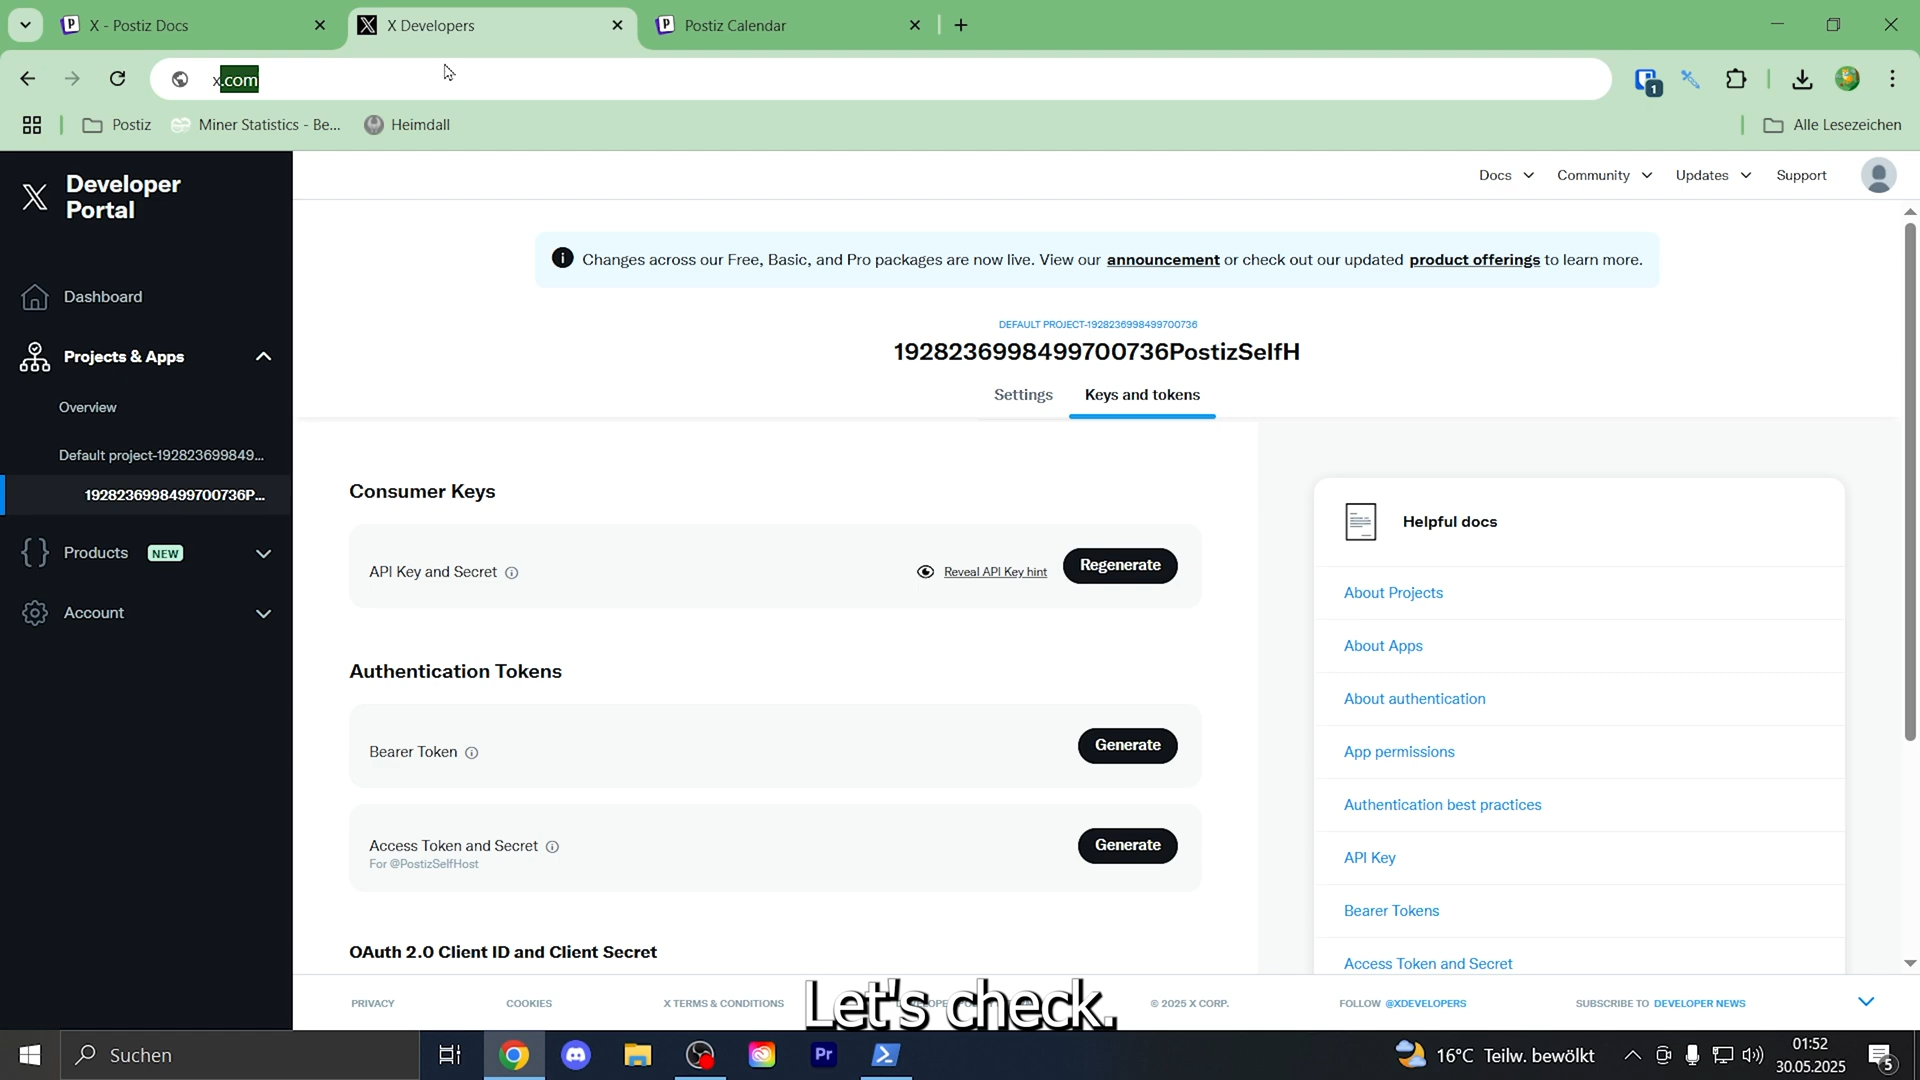 X - Postiz Docs
X Developers
Postiz Calendar
x.com
1
Postiz
Miner Statistics - Be...
Heimdall
Alle Lesezeichen
Developer
Portal
Docs
Community
Updates
Support
Changes across our Free, Basic, and Pro packages are now live. View our announcement or check out our updated product offerings to learn more.
DEFAULT PROJECT-1928236998499700736
1928236998499700736PostizSelfH
Settings
Keys and tokens
Dashboard
Projects & Apps
Overview
Default project-192823699849...
1928236998499700736P...
Products NEW
Account
Consumer Keys
API Key and Secret
Reveal API Key hint
Regenerate
Authentication Tokens
Bearer Token
Generate
Access Token and Secret
For @PostizSelfHost
Generate
OAuth 2.0 Client ID and Client Secret
Helpful docs
About Projects
About Apps
About authentication
App permissions
Authentication best practices
API Key
Bearer Tokens
Access Token and Secret
PRIVACY
COOKIES
X TERMS & CONDITIONS
© 2025 X CORP.
FOLLOW @XDEVELOPERS
SUBSCRIBE TO DEVELOPER NEWS
Let's check.
Suchen
Pr
16°C Teilw. bewölkt
01:52
30.05.2025
5